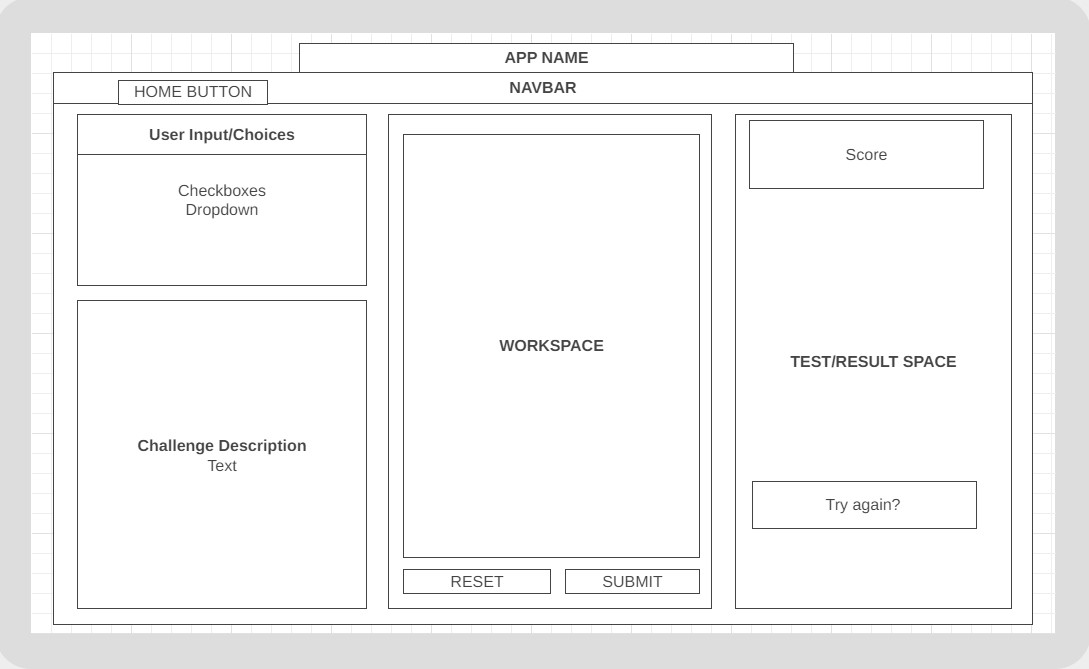 APP NAME
NAVBAR
HOME BUTTON
User Input/Choices
Checkboxes
Dropdown
Challenge Description
Text
WORKSPACE
RESET
SUBMIT
Score
TEST/RESULT SPACE
Try again?